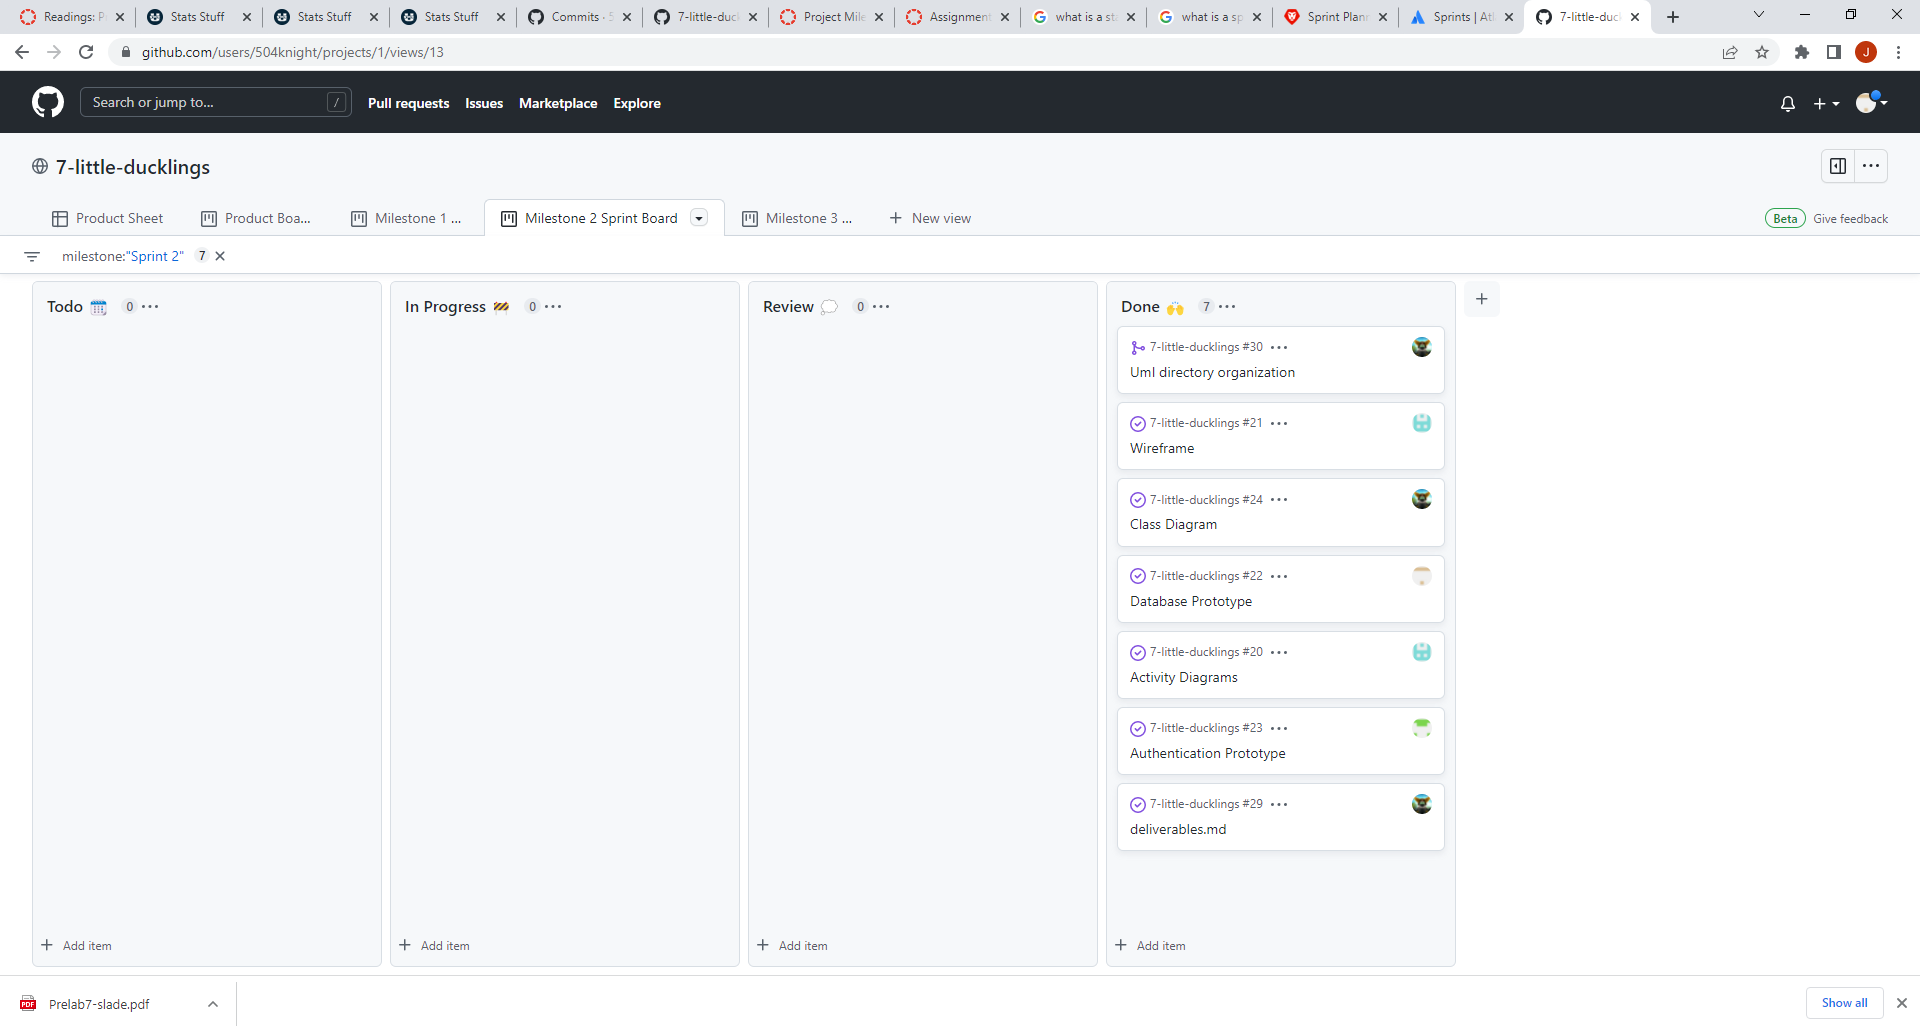 Readings: P
Stats Stuff
Stats Stuff
Stats Stuff
Commits · 5
7-little-duck
Project Mile
Assignment
what is a sta
what is a sp
Sprint Plann
Sprints | Atl
7-little-duck
github.com/users/504knight/projects/1/views/13
J
Search or jump to...
/
Pull requests
Issues
Marketplace
Explore
7-little-ducklings
Product Sheet
Product Boa...
Milestone 1 ...
Milestone 2 Sprint Board
Milestone 3 ...
New view
Beta
Give feedback
milestone:"Sprint 2" 7
Todo 0
In Progress 0
Review 0
Done 7
7-little-ducklings #30
Uml directory organization
7-little-ducklings #21
Wireframe
7-little-ducklings #24
Class Diagram
7-little-ducklings #22
Database Prototype
7-little-ducklings #20
Activity Diagrams
7-little-ducklings #23
Authentication Prototype
7-little-ducklings #29
deliverables.md
Add item
Add item
Add item
Add item
PDF
Prelab7-slade.pdf
Show all